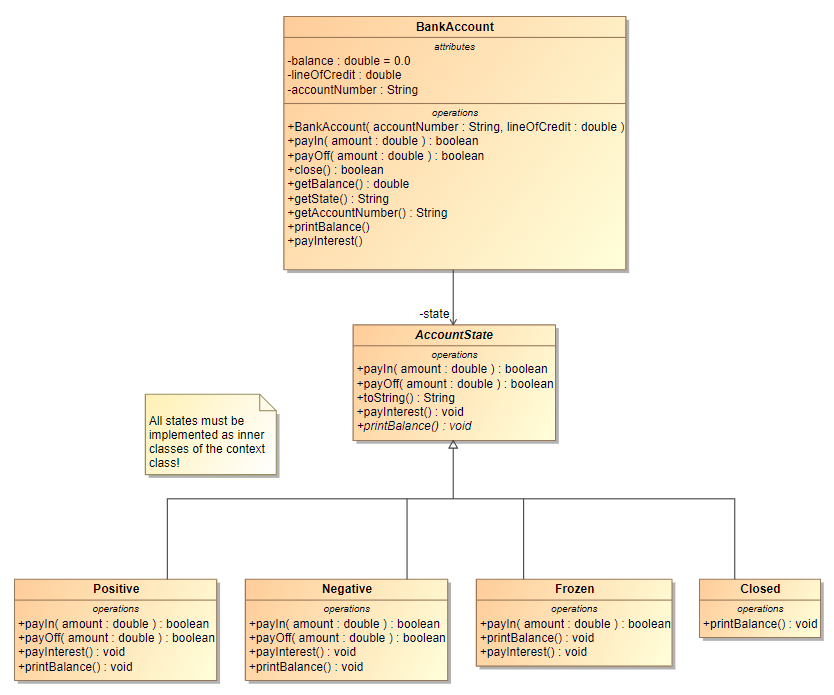 BankAccount
attributes
-balance : double = 0.0
-lineOfCredit : double
-accountNumber : String
operations
+BankAccount( accountNumber : String, lineOfCredit : double )
+payIn( amount : double ) : boolean
+payOff( amount : double ) : boolean
+close() : boolean
+getBalance() : double
+getState() : String
+getAccountNumber() : String
+printBalance()
+payInterest()
-state
AccountState
operations
+payIn( amount : double ) : boolean
+payOff( amount : double ) : boolean
+toString() : String
+payInterest() : void
+printBalance() : void
All states must be
implemented as inner
classes of the context
class!
Positive
operations
+payIn( amount : double ) : boolean
+payOff( amount : double ) : boolean
+payInterest() : void
+printBalance() : void
Negative
operations
+payIn( amount : double ) : boolean
+payOff( amount : double ) : boolean
+payInterest() : void
+printBalance() : void
Frozen
operations
+payIn( amount : double ) : boolean
+printBalance() : void
+payInterest() : void
Closed
operations
+printBalance() : void